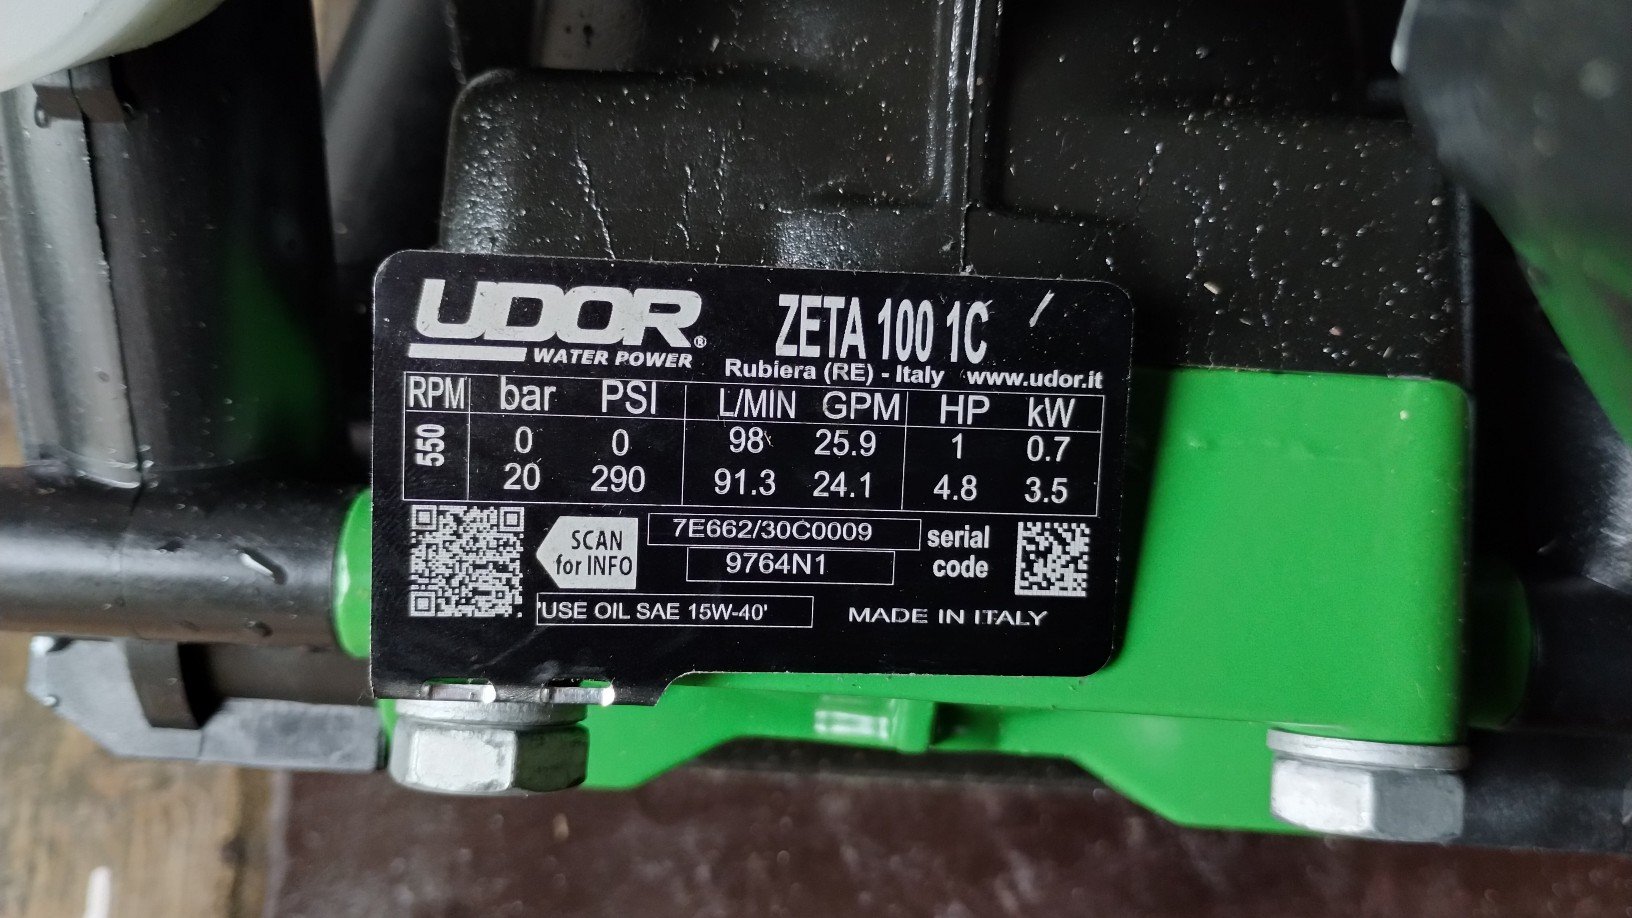 UDOR®
WATER POWER
ZETA 100 1C
Rubiera (RE) - Italy www.udor.it
RPM bar PSI L/MIN GPM HP kW
550
0 0 98 25.9 1 0.7
20 290 91.3 24.1 4.8 3.5
SCAN
for INFO
7E662/30C0009
9764N1
serial
code
'USE OIL SAE 15W-40'
MADE IN ITALY